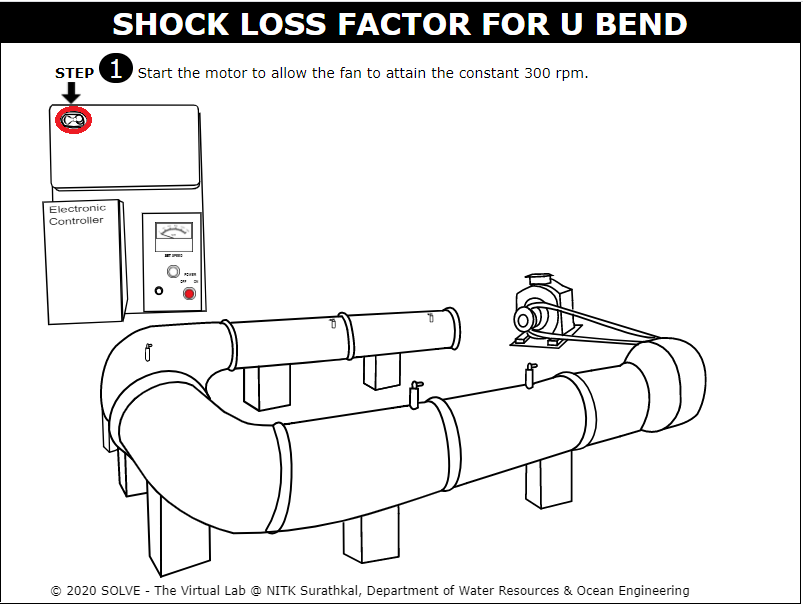 SHOCK LOSS FACTOR FOR U BEND
STEP 1 Start the motor to allow the fan to attain the constant 300 rpm.
Electronic
Controller
SET SPEED
POWER
OFF ON
© 2020 SOLVE - The Virtual Lab @ NITK Surathkal, Department of Water Resources & Ocean Engineering